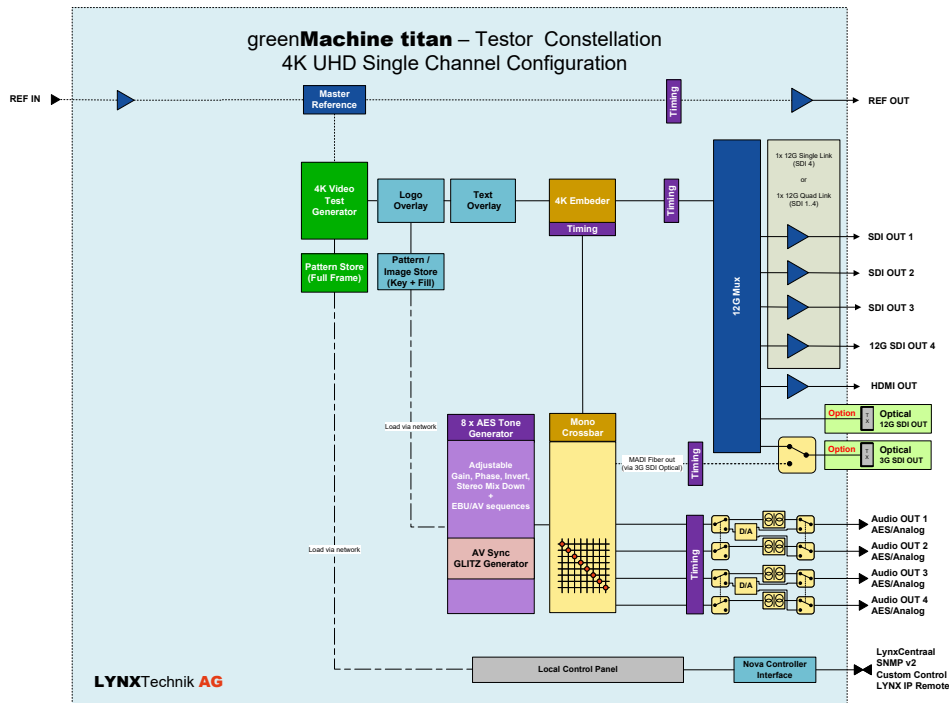 greenMachine titan – Testor Constellation
4K UHD Single Channel Configuration
REF IN
Master
Reference
Timing
REF OUT
4K Video
Test
Generator
Logo
Overlay
Text
Overlay
4K Embeder
Timing
Timing
12G Mux
1x 12G Single Link
(SDI 4)
or
1x 12G Quad Link
(SDI 1..4)
SDI OUT 1
SDI OUT 2
SDI OUT 3
12G SDI OUT 4
HDMI OUT
Pattern Store
(Full Frame)
Pattern /
Image Store
(Key + Fill)
Option
TX
Optical
12G SDI OUT
Option
TX
Optical
3G SDI OUT
Load via network
8 x AES Tone
Generator
Adjustable
Gain, Phase, Invert,
Stereo Mix Down
+
EBU/AV sequences
AV Sync
GLITZ Generator
Mono
Crossbar
MADI Fiber out
(via 3G SDI Optical)
Timing
Load via network
Timing
D/A
D/A
Audio OUT 1
AES/Analog
Audio OUT 2
AES/Analog
Audio OUT 3
AES/Analog
Audio OUT 4
AES/Analog
Local Control Panel
Nova Controller
Interface
LynxCentraal
SNMP v2
Custom Control
LYNX IP Remote
LYNXTechnik AG